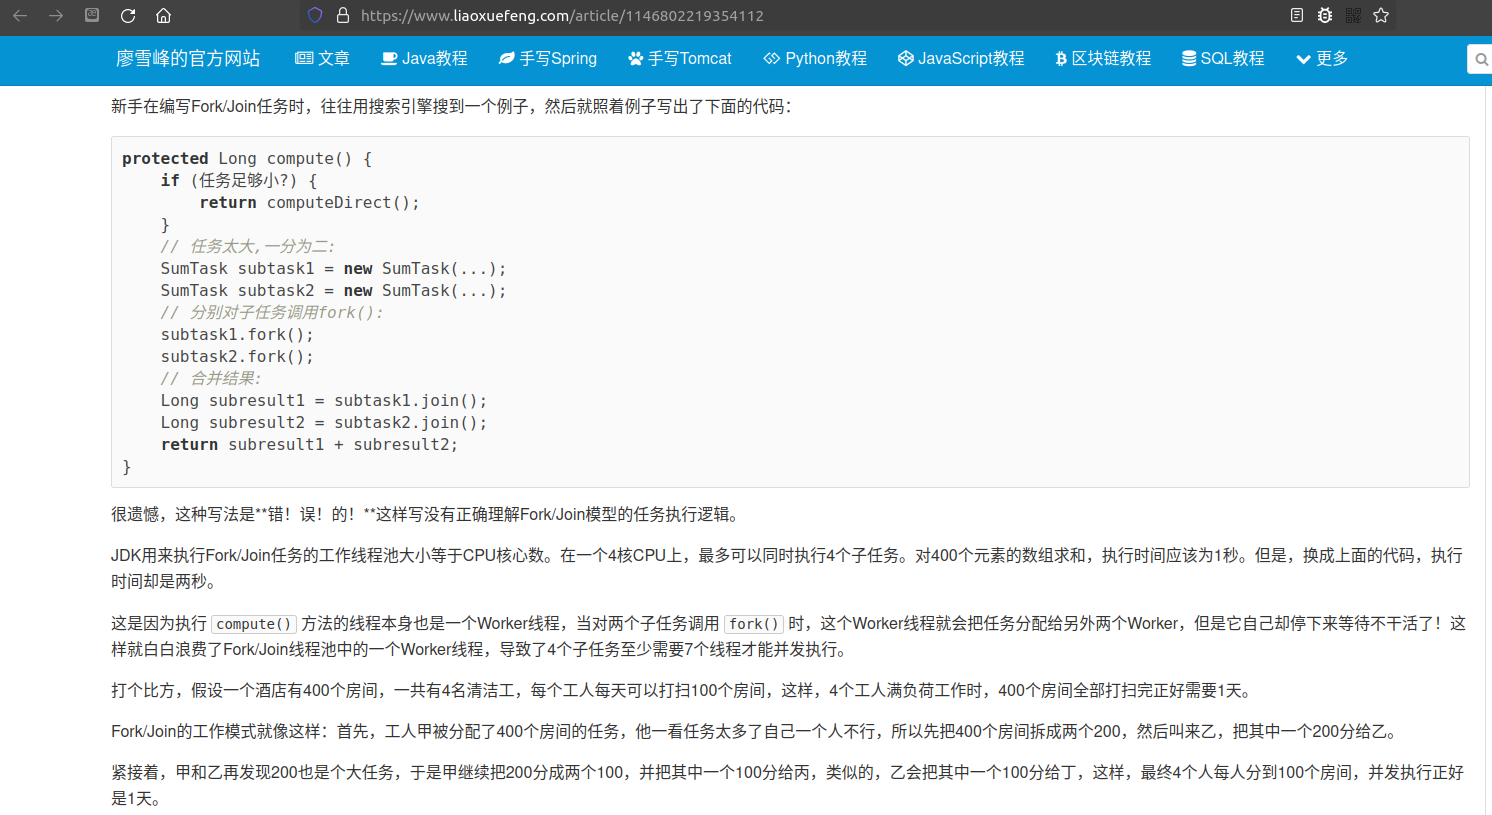 https://www.liaoxuefeng.com/article/1146802219354112
廖雪峰的官方网站 文章 Java教程 手写Spring 手写Tomcat Python教程 JavaScript教程 区块链教程 SQL教程 更多
新手在编写Fork/Join任务时，往往用搜索引擎搜到一个例子，然后就照着例子写出了下面的代码：
protected Long compute() {
    if (任务足够小?) {
        return computeDirect();
    }
    // 任务太大,一分为二:
    SumTask subtask1 = new SumTask(...);
    SumTask subtask2 = new SumTask(...);
    // 分别对子任务调用fork():
    subtask1.fork();
    subtask2.fork();
    // 合并结果:
    Long subresult1 = subtask1.join();
    Long subresult2 = subtask2.join();
    return subresult1 + subresult2;
}
很遗憾，这种写法是**错！误！的！**这样写没有正确理解Fork/Join模型的任务执行逻辑。
JDK用来执行Fork/Join任务的工作线程池大小等于CPU核心数。在一个4核CPU上，最多可以同时执行4个子任务。对400个元素的数组求和，执行时间应该为1秒。但是，换成上面的代码，执行
时间却是两秒。
这是因为执行 compute() 方法的线程本身也是一个Worker线程，当对两个子任务调用 fork() 时，这个Worker线程就会把任务分配给另外两个Worker，但是它自己却停下来等待不干活了！这
样就白白浪费了Fork/Join线程池中的一个Worker线程，导致了4个子任务至少需要7个线程才能并发执行。
打个比方，假设一个酒店有400个房间，一共有4名清洁工，每个工人每天可以打扫100个房间，这样，4个工人满负荷工作时，400个房间全部打扫完正好需要1天。
Fork/Join的工作模式就像这样：首先，工人甲被分配了400个房间的任务，他一看任务太多了自己一个人不行，所以先把400个房间拆成两个200，然后叫来乙，把其中一个200分给乙。
紧接着，甲和乙再发现200也是个大任务，于是甲继续把200分成两个100，并把其中一个100分给丙，类似的，乙会把其中一个100分给丁，这样，最终4个人每人分到100个房间，并发执行正好
是1天。